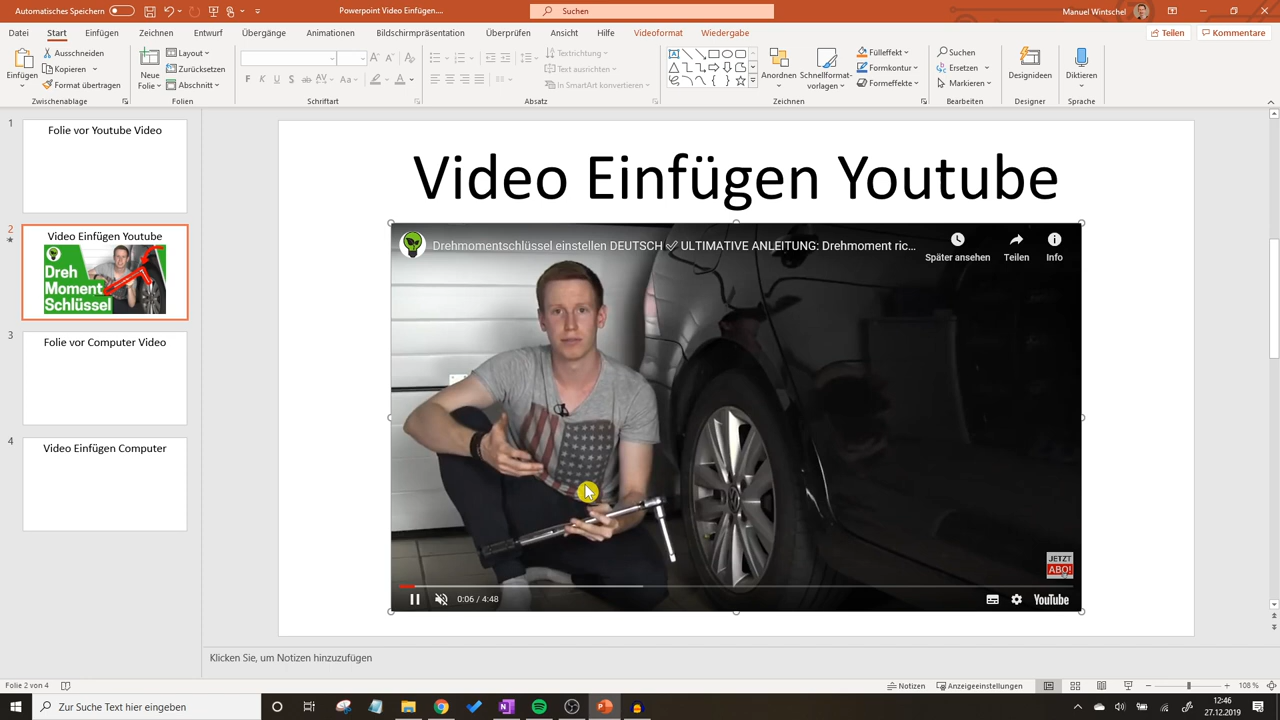 Automatisches Speichern
Powerpoint Video Einfügen....
Suchen
Manuel Wintschel
Datei Start Einfügen Zeichnen Entwurf Übergänge Animationen Bildschirmpräsentation Überprüfen Ansicht Hilfe Videoformat Wiedergabe
Teilen Kommentare
Einfügen
Ausschneiden
Kopieren
Format übertragen
Zwischenablage
Neue
Folie
Layout
Zurücksetzen
Abschnitt
Folien
F K U S ab AV Aa A
Schriftart
Textrichtung
Text ausrichten
In SmartArt konvertieren
Absatz
Anordnen
Schnellformat-
vorlagen
Fülleffekt
Formkontur
Formeffekte
Zeichnen
Suchen
Ersetzen
Markieren
Bearbeiten
Designideen
Designer
Diktieren
Sprache
1
Folie vor Youtube Video
2
Video Einfügen Youtube
Dreh
Moment
Schlüssel
3
Folie vor Computer Video
4
Video Einfügen Computer
Video Einfügen Youtube
Drehmomentschlüssel einstellen DEUTSCH ✅ ULTIMATIVE ANLEITUNG: Drehmoment ric...
Später ansehen
Teilen
Info
JETZT
ABO!
0:06 / 4:48
YouTube
Klicken Sie, um Notizen hinzuzufügen
Folie 2 von 4
Notizen
Anzeigeeinstellungen
108 %
Zur Suche Text hier eingeben
12:46
27.12.2019